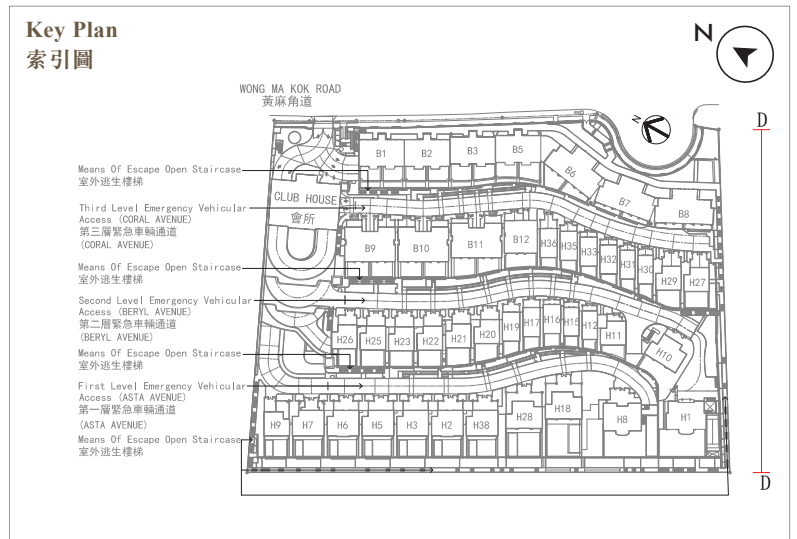 Key Plan
索引圖
N
WONG MA KOK ROAD
黃麻角道
D
N
B1 B2 B3 B5
B6
B7
B8
Means Of Escape Open Staircase
室外逃生樓梯
CLUB HOUSE
會所
Third Level Emergency Vehicular
Access (CORAL AVENUE)
第三層緊急車輛通道
(CORAL AVENUE)
B9 B10 B11 B12 H36 H35 H33 H32 H31 H30 H29 H27
Means Of Escape Open Staircase
室外逃生樓梯
Second Level Emergency Vehicular
Access (BERYL AVENUE)
第二層緊急車輛通道
(BERYL AVENUE)
H26 H25 H23 H22 H21 H20 H19 H17 H16 H15 H12 H11
H10
Means Of Escape Open Staircase
室外逃生樓梯
First Level Emergency Vehicular
Access (ASTA AVENUE)
第一層緊急車輛通道
(ASTA AVENUE)
H9 H7 H6 H5 H3 H2 H38 H28 H18 H8 H1
Means Of Escape Open Staircase
室外逃生樓梯
D